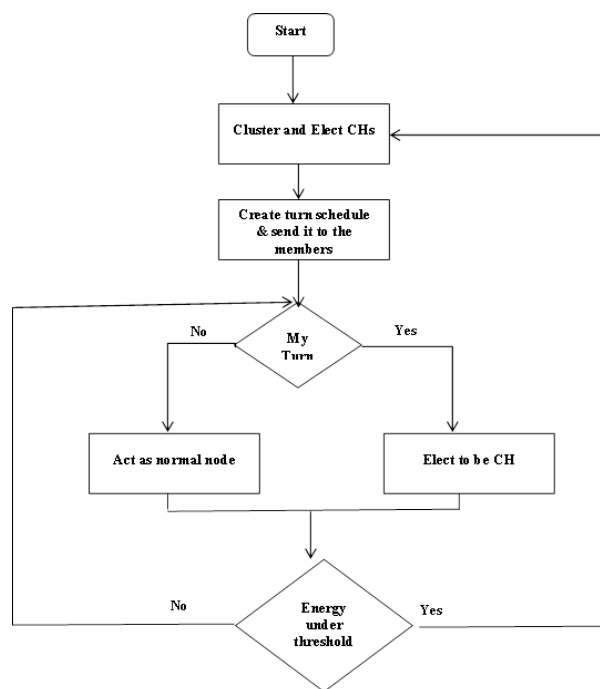 Start
Cluster and Elect CHs
Create turn schedule
& send it to the
members
No
My
Turn
Yes
Act as normal node
Elect to be CH
No
Energy
under
threshold
Yes